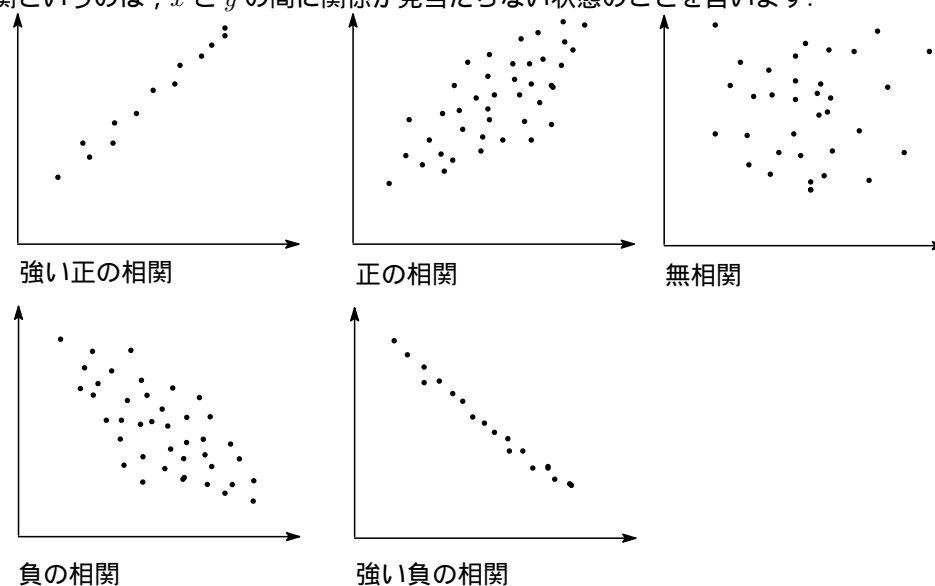 関というのは，x と y の間に関係が見当たらない状態のことを言います．
強い正の相関
正の相関
無相関
負の相関
強い負の相関